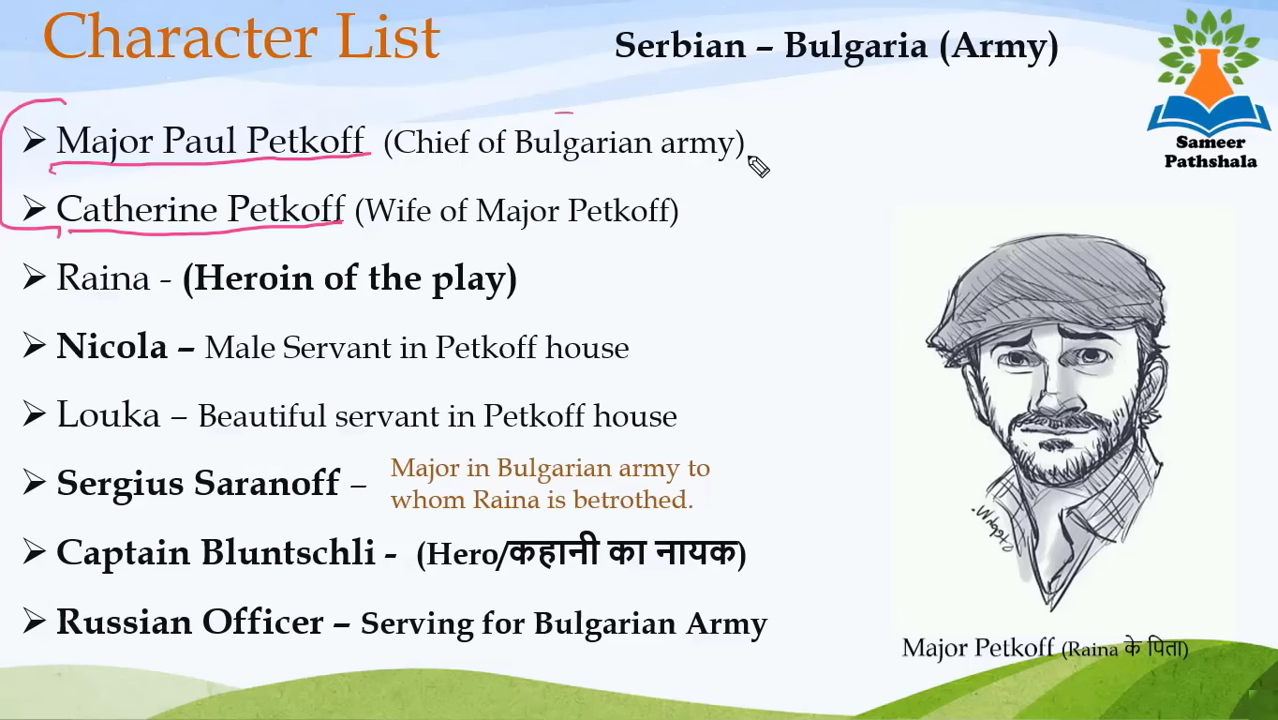 Character List
Serbian – Bulgaria (Army)
Sameer
Pathshala
➢ Major Paul Petkoff (Chief of Bulgarian army)
➢ Catherine Petkoff (Wife of Major Petkoff)
➢ Raina - (Heroin of the play)
➢ Nicola – Male Servant in Petkoff house
➢ Louka – Beautiful servant in Petkoff house
➢ Sergius Saranoff – Major in Bulgarian army to
whom Raina is betrothed.
➢ Captain Bluntschli - (Hero/कहानी का नायक)
➢ Russian Officer – Serving for Bulgarian Army
Major Petkoff (Raina के पिता)